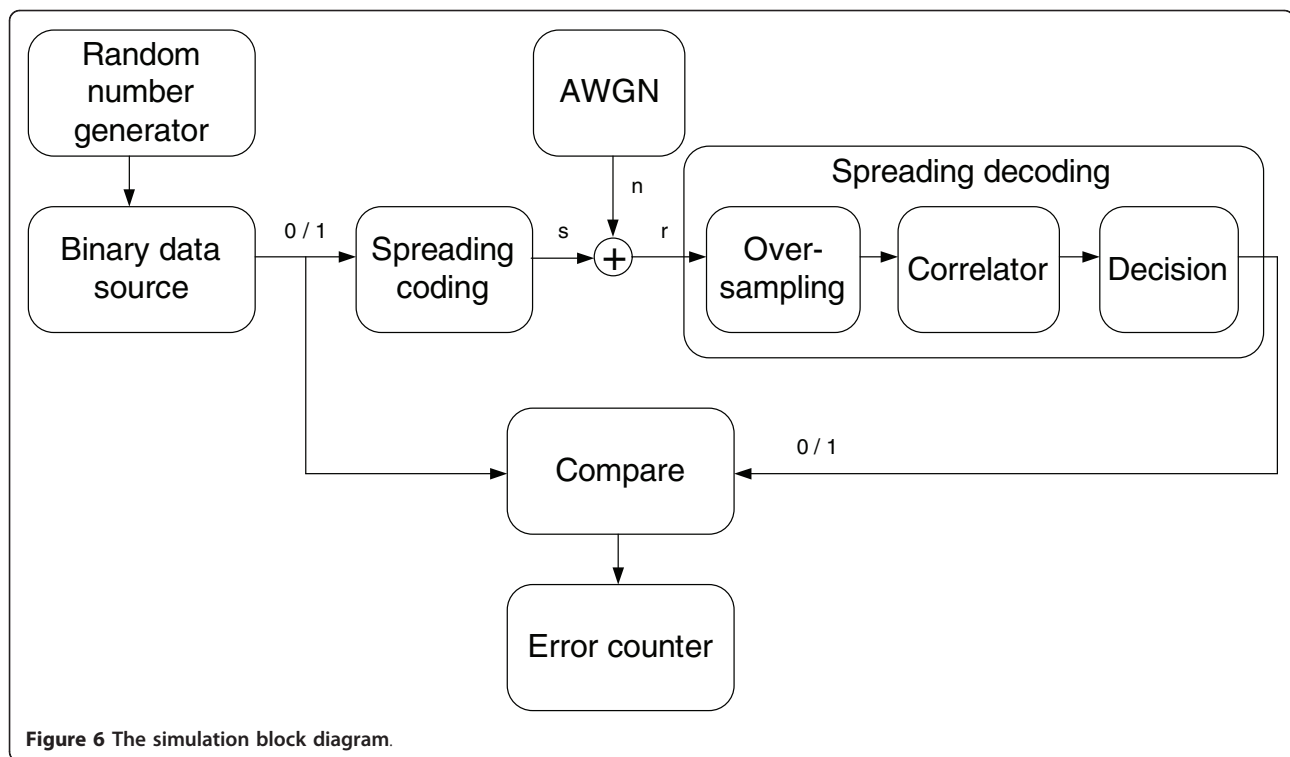 Random
number
generator
AWGN
Spreading decoding
n
Binary data
source
0 / 1
Spreading
coding
s
+
r
Over-
sampling
Correlator
Decision
Compare
0 / 1
Error counter
Figure 6 The simulation block diagram.